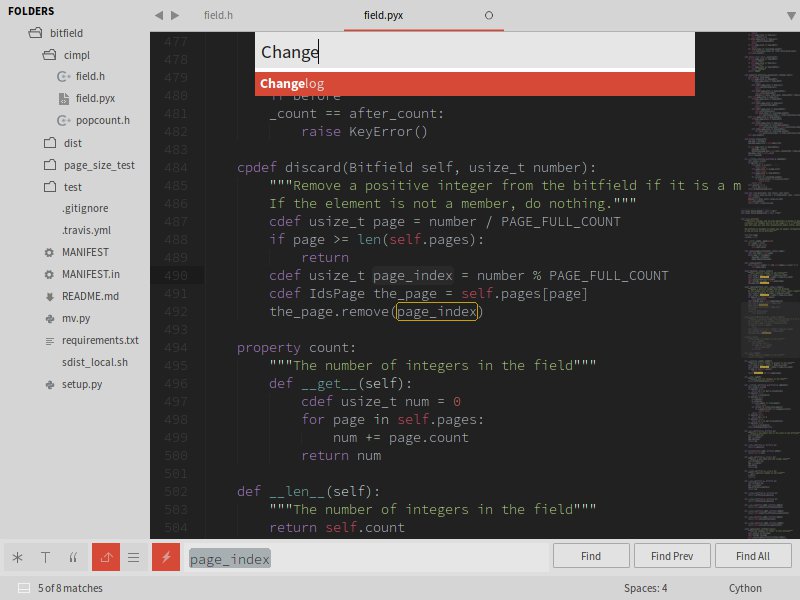 FOLDERS
bitfield
cimpl
field.h
field.pyx
popcount.h
dist
page_size_test
test
.gitignore
.travis.yml
MANIFEST
MANIFEST.in
README.md
mv.py
requirements.txt
sdist_local.sh
setup.py
field.h
field.pyx
Change
Changelog
477
478
479
480 if before
481 _count == after_count:
482 raise KeyError()
483
484 cpdef discard(Bitfield self, usize_t number):
485 """Remove a positive integer from the bitfield if it is a m
486 If the element is not a member, do nothing."""
487 cdef usize_t page = number / PAGE_FULL_COUNT
488 if page >= len(self.pages):
489 return
490 cdef usize_t page_index = number % PAGE_FULL_COUNT
491 cdef IdsPage the_page = self.pages[page]
492 the_page.remove(page_index)
493
494 property count:
495 """The number of integers in the field"""
496 def __get__(self):
497 cdef usize_t num = 0
498 for page in self.pages:
499 num += page.count
500 return num
501
502 def __len__(self):
503 """The number of integers in the field"""
504 return self.count
page_index
Find
Find Prev
Find All
5 of 8 matches
Spaces: 4
Cython